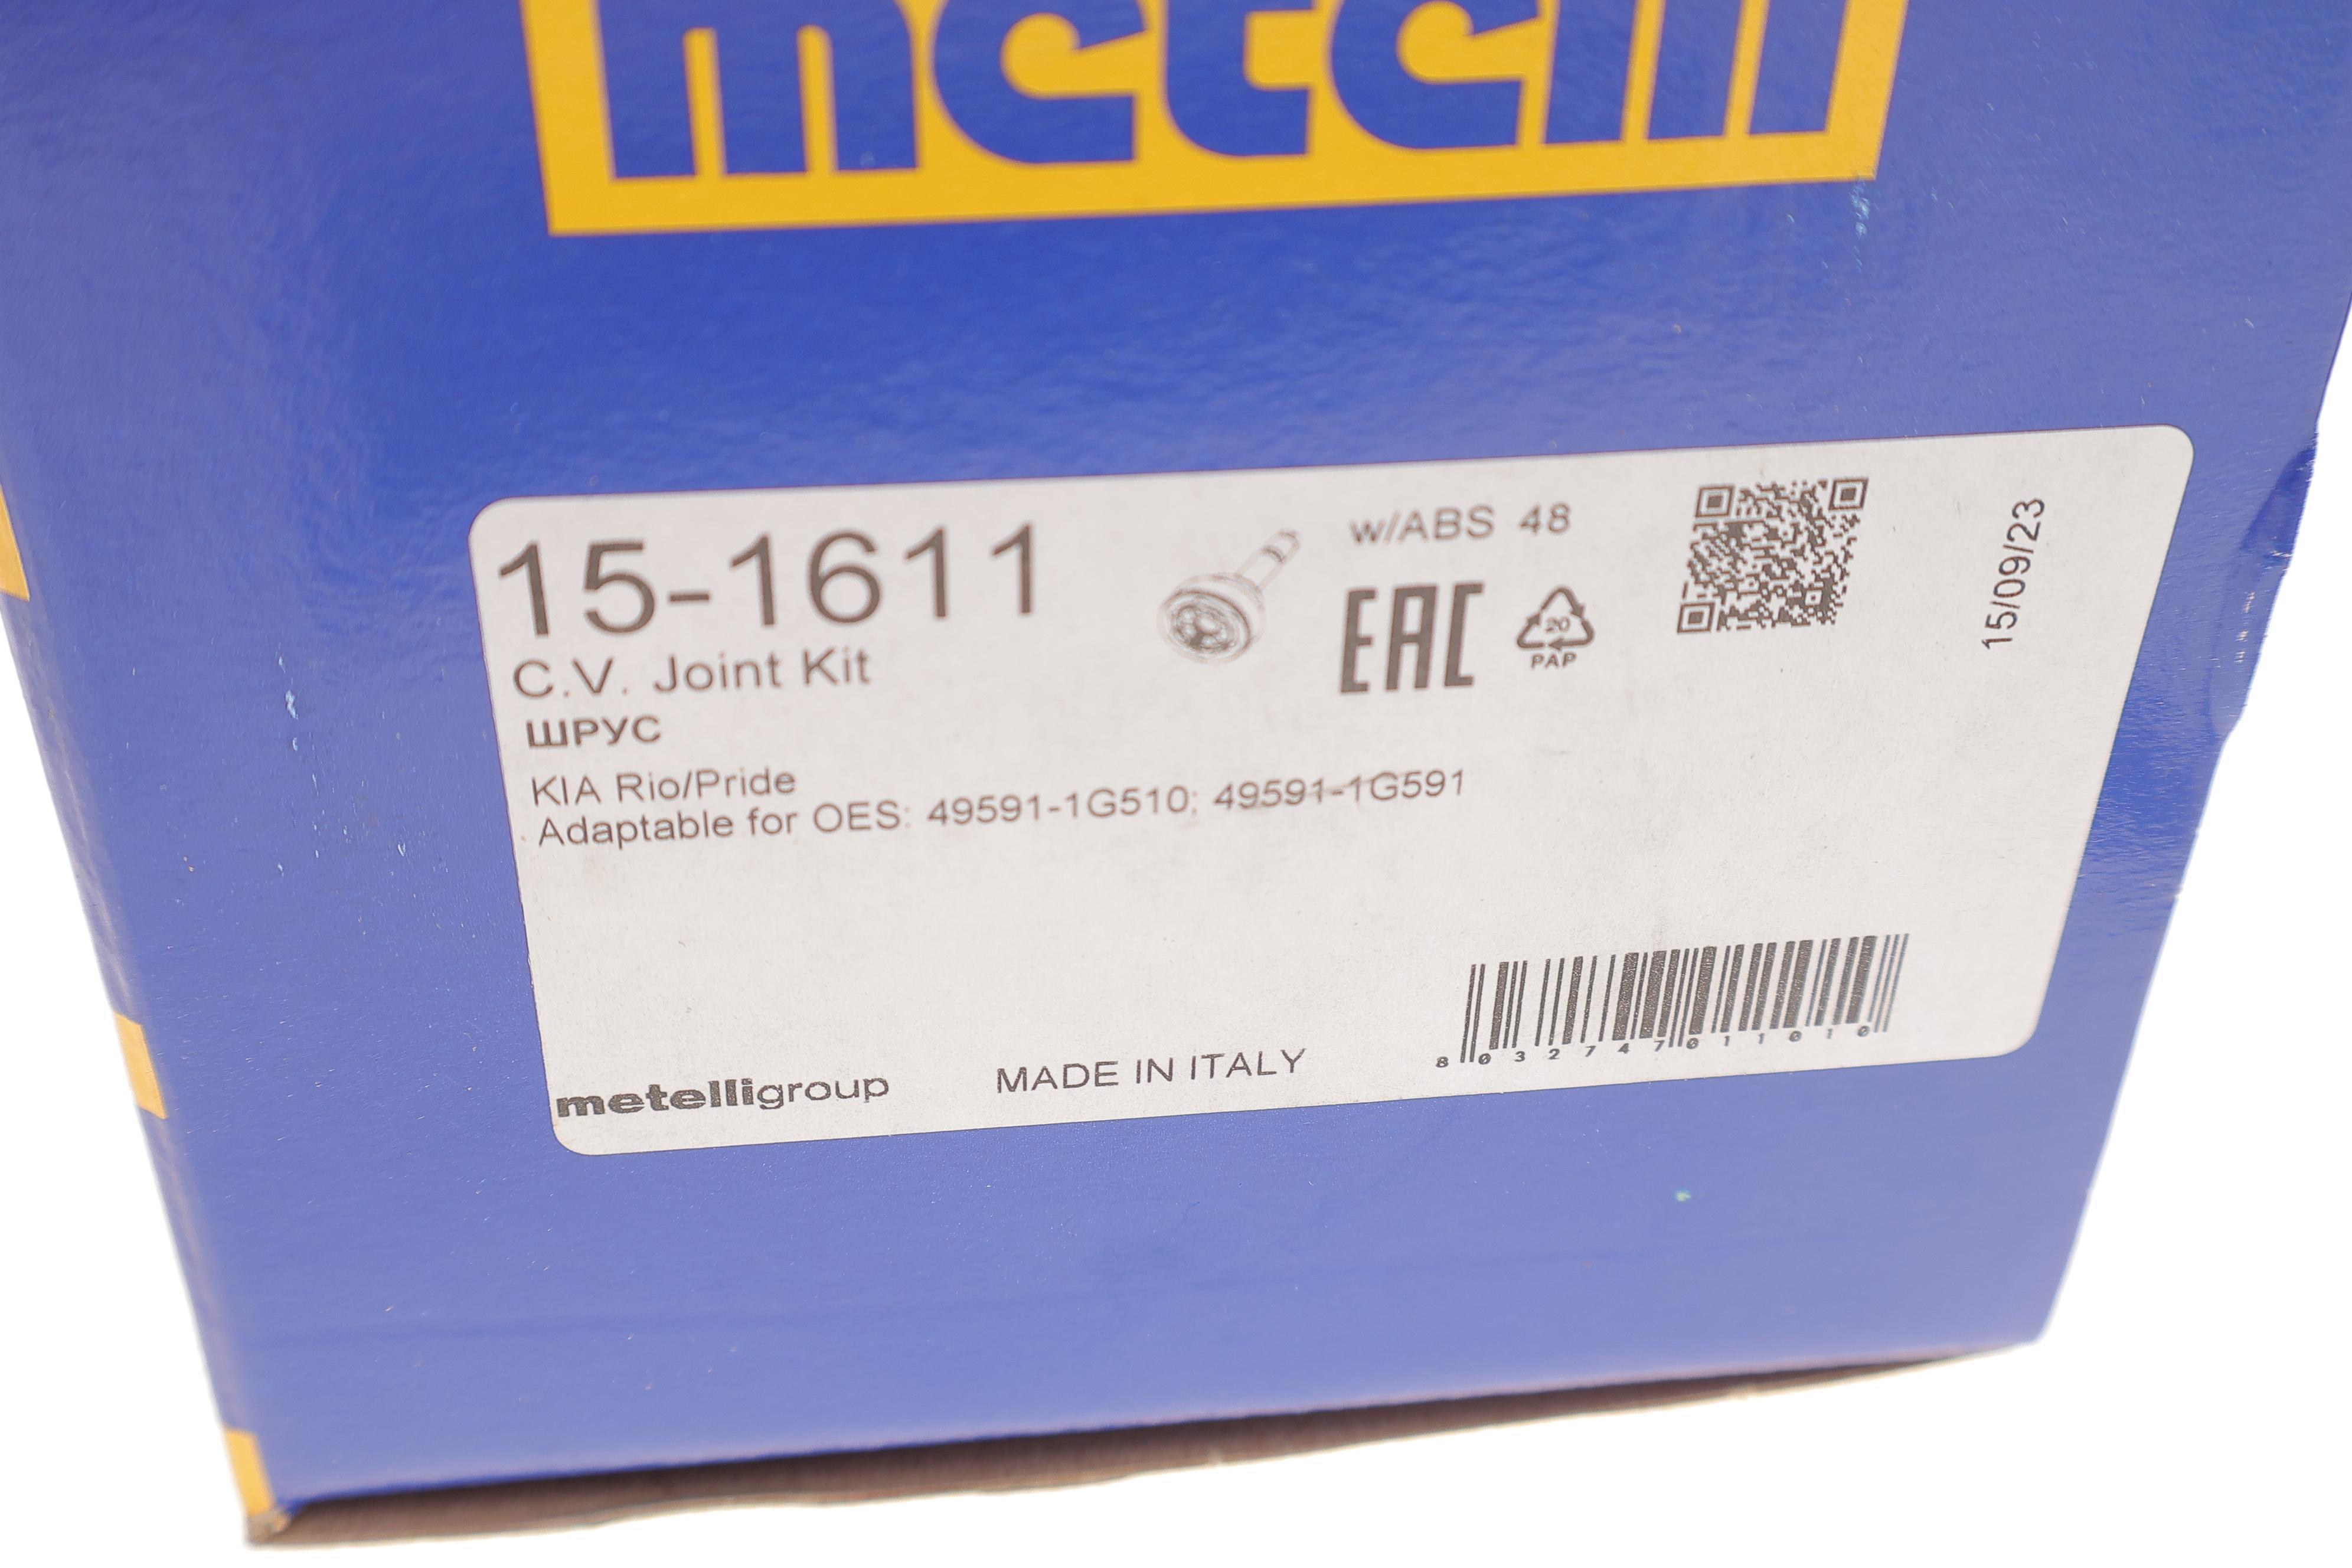 metelli
15-1611
w/ABS 48
C.V. Joint Kit
ШРУС
EAC
20
PAP
15/09/23
KIA Rio/Pride
Adaptable for OES: 49591-1G510; 49591-1G591
metelligroup
MADE IN ITALY
8032747011010